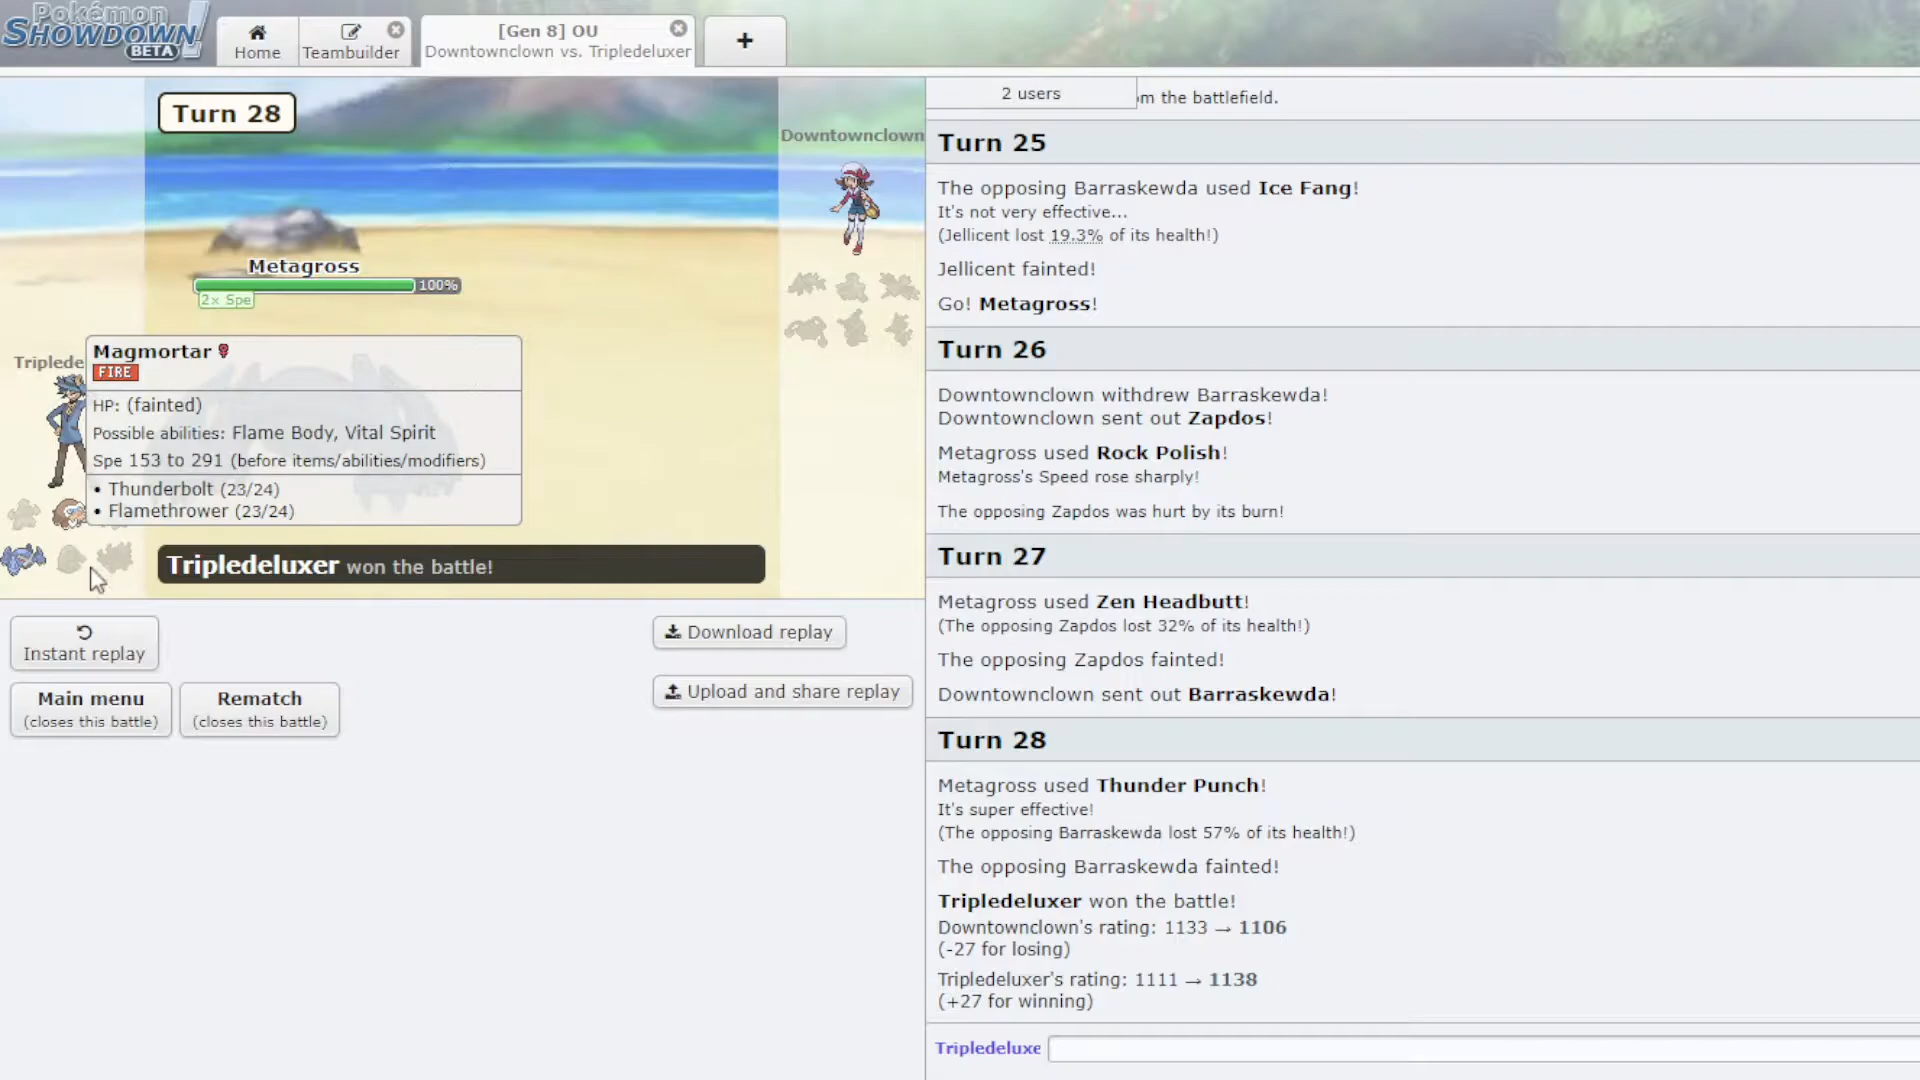 Pokémon
SHOWDOWN!
BETA
Home
Teambuilder
[Gen 8] OU
Downtownclown vs. Tripledeluxer
+
Turn 28
Downtownclown
Metagross
100%
2× Spe
Triplede
Magmortar
FIRE
HP: (fainted)
Possible abilities: Flame Body, Vital Spirit
Spe 153 to 291 (before items/abilities/modifiers)
• Thunderbolt (23/24)
• Flamethrower (23/24)
Tripledeluxer won the battle!
Instant replay
Download replay
Upload and share replay
Main menu
(closes this battle)
Rematch
(closes this battle)
2 users
m the battlefield.
Turn 25
The opposing Barraskewda used Ice Fang!
It's not very effective...
(Jellicent lost 19.3% of its health!)
Jellicent fainted!
Go! Metagross!
Turn 26
Downtownclown withdrew Barraskewda!
Downtownclown sent out Zapdos!
Metagross used Rock Polish!
Metagross's Speed rose sharply!
The opposing Zapdos was hurt by its burn!
Turn 27
Metagross used Zen Headbutt!
(The opposing Zapdos lost 32% of its health!)
The opposing Zapdos fainted!
Downtownclown sent out Barraskewda!
Turn 28
Metagross used Thunder Punch!
It's super effective!
(The opposing Barraskewda lost 57% of its health!)
The opposing Barraskewda fainted!
Tripledeluxer won the battle!
Downtownclown's rating: 1133 → 1106
(-27 for losing)
Tripledeluxer's rating: 1111 → 1138
(+27 for winning)
Tripledeluxe